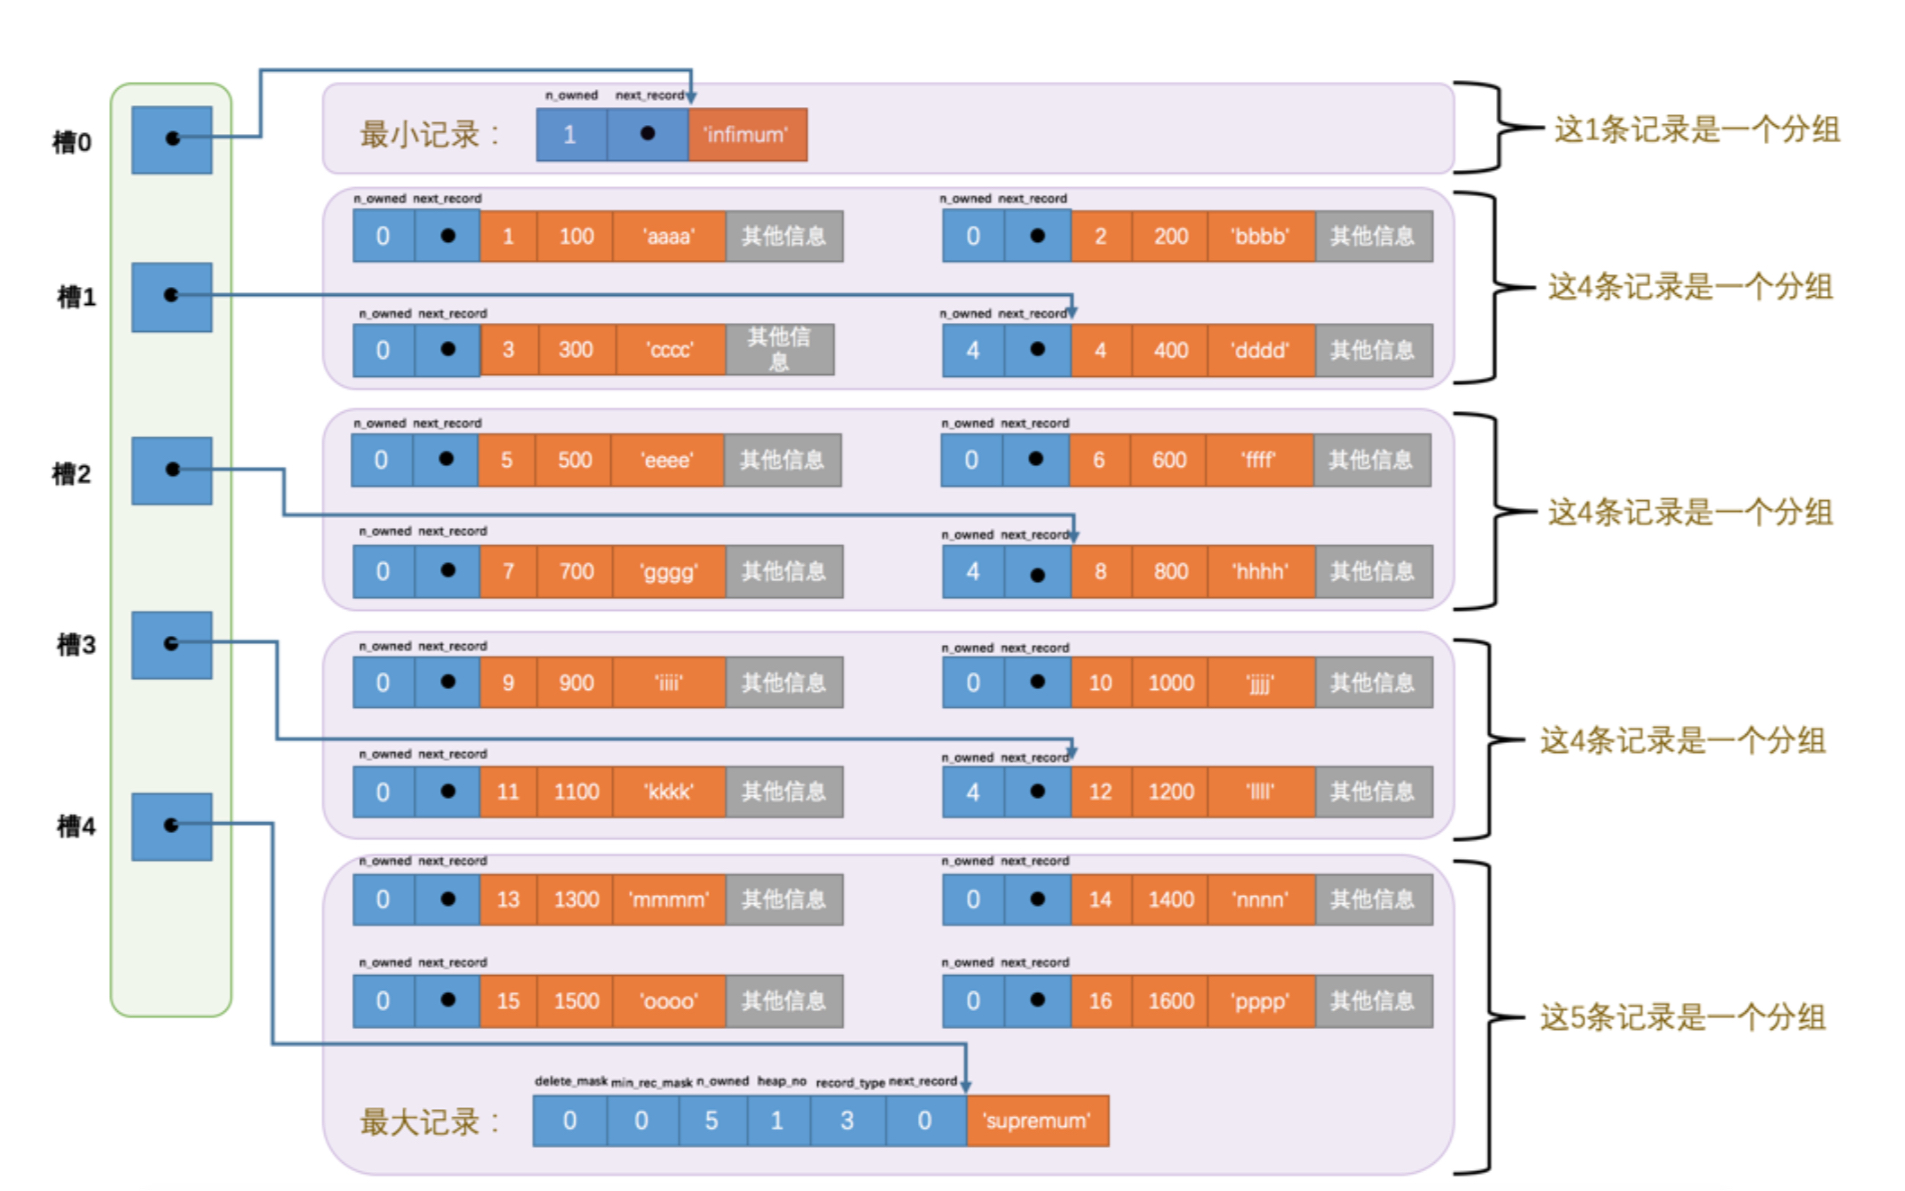 槽0
n_owned next_record
最小记录： 1 'infimum'
这1条记录是一个分组
n_owned next_record n_owned next_record
0 1 100 'aaaa' 其他信息 0 2 200 'bbbb' 其他信息
槽1
这4条记录是一个分组
n_owned next_record n_owned next_record
0 3 300 'cccc' 其他信
息
4 4 400 'dddd' 其他信息
n_owned next_record n_owned next_record
0 5 500 'eeee' 其他信息 0 6 600 'ffff' 其他信息
槽2
这4条记录是一个分组
n_owned next_record n_owned next_record
0 7 700 'gggg' 其他信息 4 8 800 'hhhh' 其他信息
槽3
n_owned next_record n_owned next_record
0 9 900 'iiii' 其他信息 0 10 1000 'jjjj' 其他信息
这4条记录是一个分组
n_owned next_record n_owned next_record
0 11 1100 'kkkk' 其他信息 4 12 1200 'llll' 其他信息
槽4
n_owned next_record n_owned next_record
0 13 1300 'mmmm' 其他信息 0 14 1400 'nnnn' 其他信息
n_owned next_record n_owned next_record
0 15 1500 'oooo' 其他信息 0 16 1600 'pppp' 其他信息
这5条记录是一个分组
delete_mask min_rec_mask n_owned heap_no record_type next_record
最大记录： 0 0 5 1 3 0 'supremum'